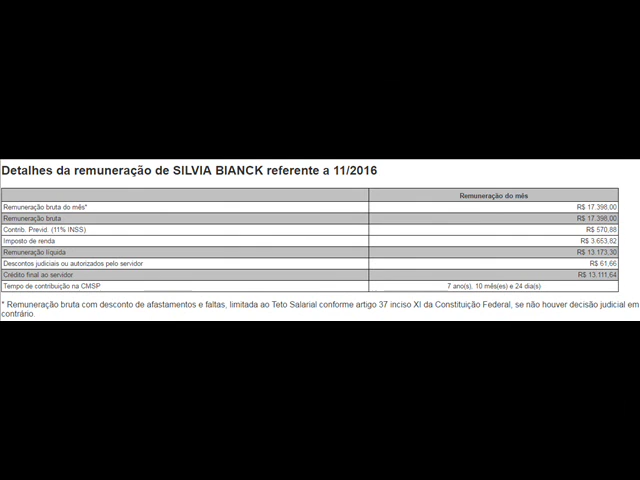 Detalhes da remuneração de SILVIA BIANCK referente a 11/2016
Remuneração do mês
Remuneração bruta do mês* R$ 17.398,00
Remuneração bruta R$ 17.398,00
Contrib. Previd. (11% INSS) R$ 570,88
Imposto de renda R$ 3.653,82
Remuneração líquida R$ 13.173,30
Descontos judiciais ou autorizados pelo servidor R$ 61,66
Crédito final ao servidor R$ 13.111,64
Tempo de contribuição na CMSP 7 ano(s), 10 mês(es) e 24 dia(s)
* Remuneração bruta com desconto de afastamentos e faltas, limitada ao Teto Salarial conforme artigo 37 inciso XI da Constituição Federal, se não houver decisão judicial em
contrário.